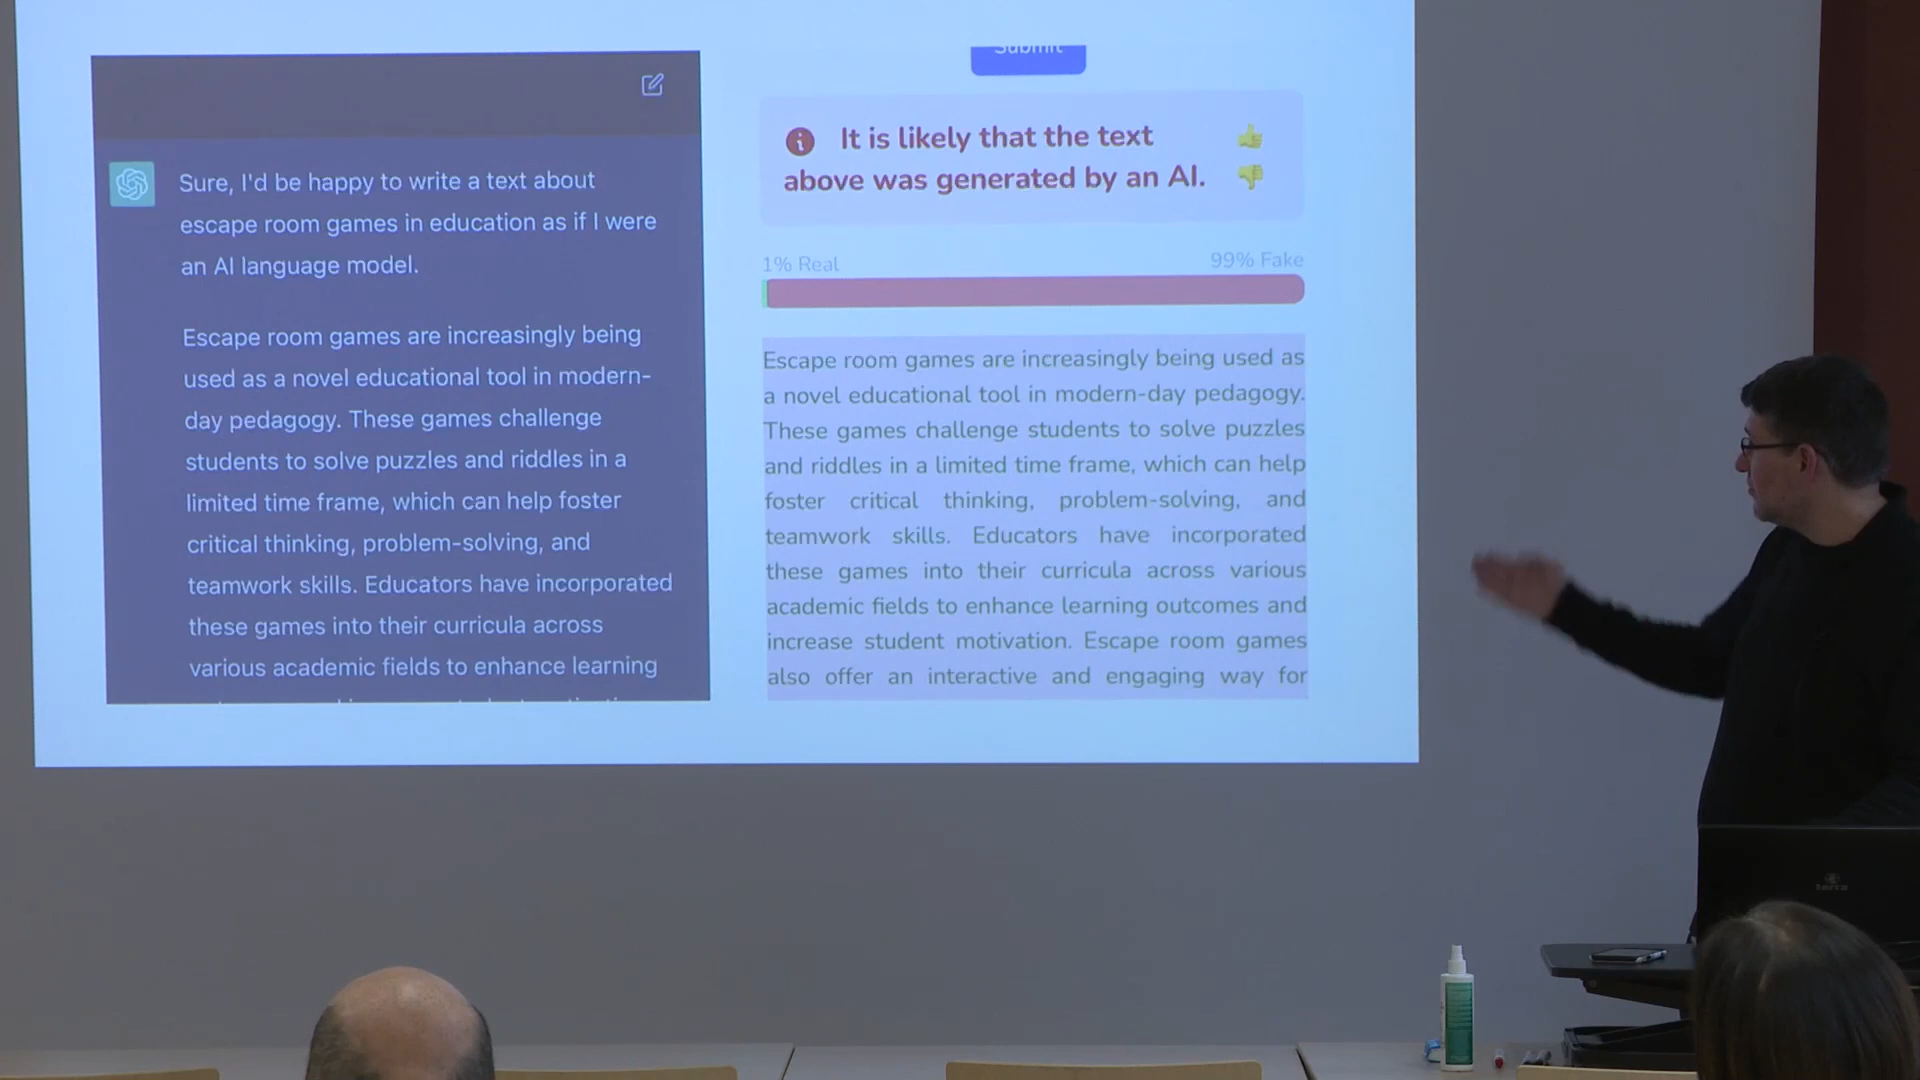 Sure, I'd be happy to write a text about
escape room games in education as if I were
an AI language model.
Escape room games are increasingly being
used as a novel educational tool in modern-
day pedagogy. These games challenge
students to solve puzzles and riddles in a
limited time frame, which can help foster
critical thinking, problem-solving, and
teamwork skills. Educators have incorporated
these games into their curricula across
various academic fields to enhance learning
Submit
It is likely that the text
above was generated by an AI.
1% Real
99% Fake
Escape room games are increasingly being used as
a novel educational tool in modern-day pedagogy.
These games challenge students to solve puzzles
and riddles in a limited time frame, which can help
foster critical thinking, problem-solving, and
teamwork skills. Educators have incorporated
these games into their curricula across various
academic fields to enhance learning outcomes and
increase student motivation. Escape room games
also offer an interactive and engaging way for
terra